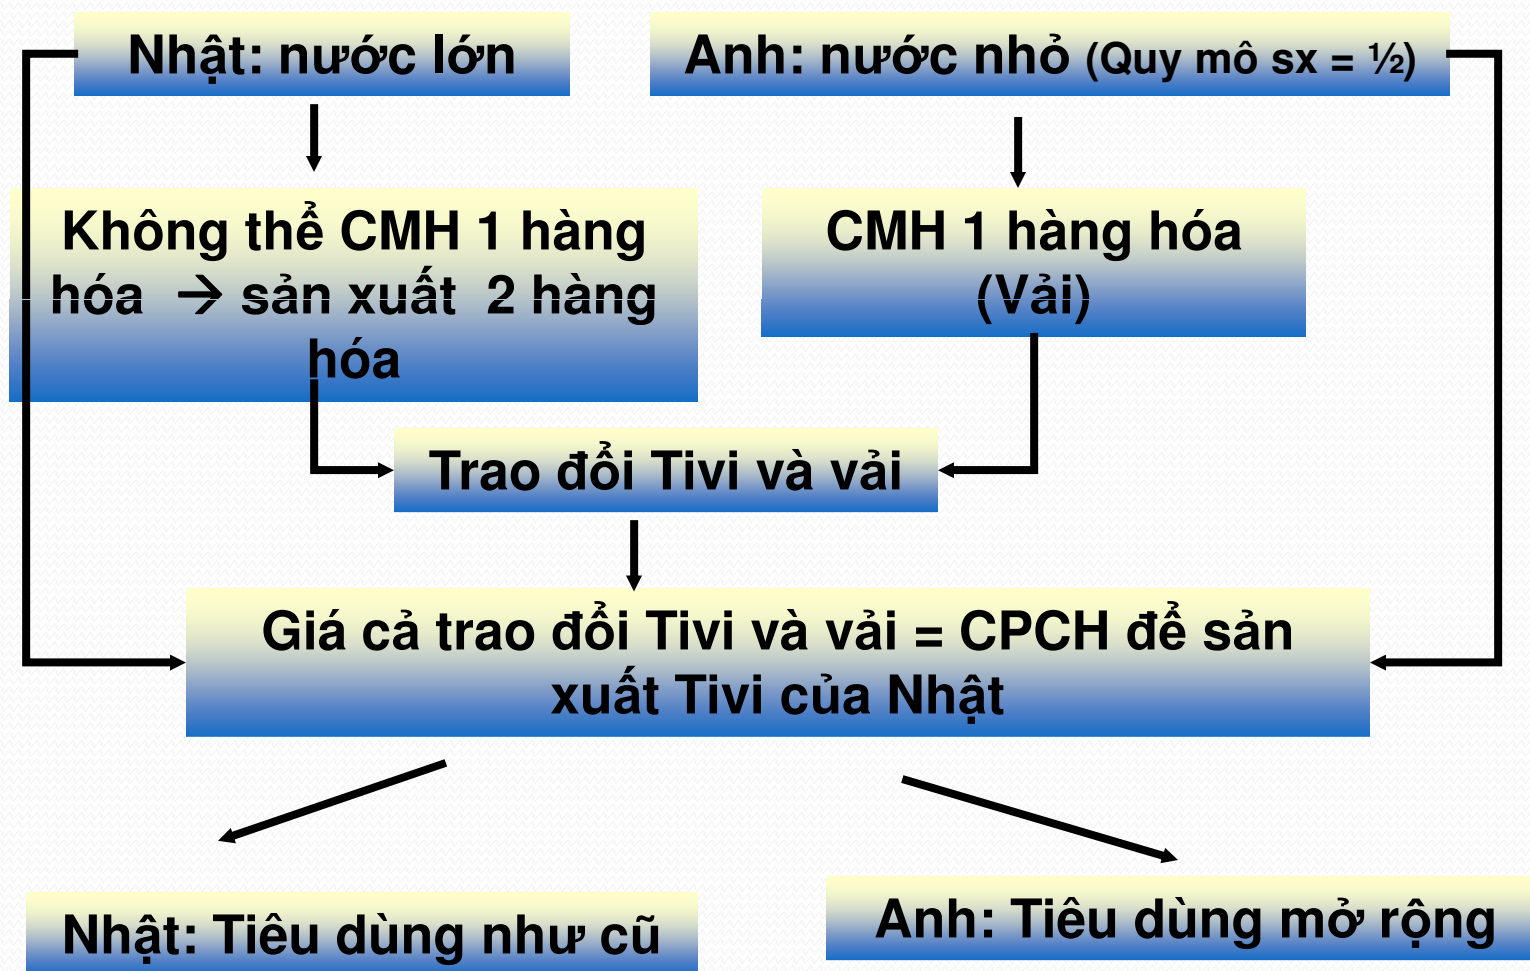 Nhật: nước lớn
Anh: nước nhỏ (Quy mô sx = ½)
Không thể CMH 1 hàng
hóa → sản xuất 2 hàng
hóa
CMH 1 hàng hóa
(Vải)
Trao đổi Tivi và vải
Giá cả trao đổi Tivi và vải = CPCH để sản
xuất Tivi của Nhật
Nhật: Tiêu dùng như cũ
Anh: Tiêu dùng mở rộng